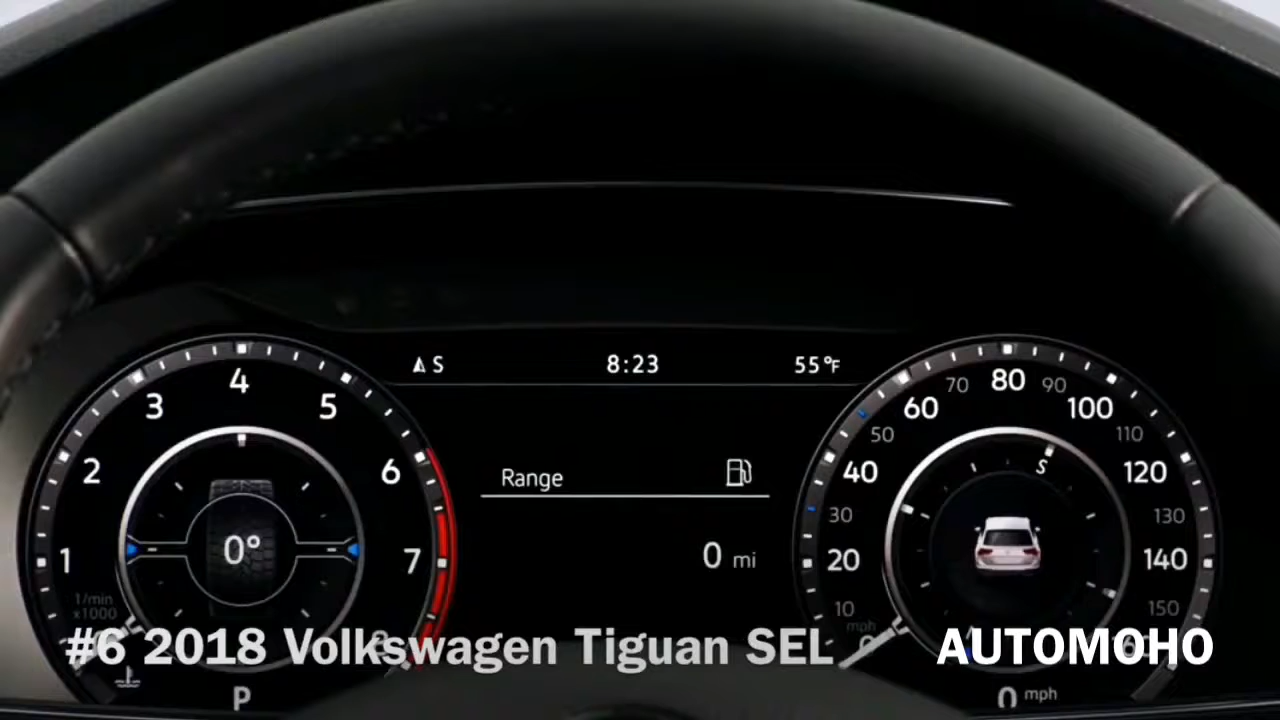 S 8:23 55°F
4
3 5
2 6
1 7
1/min
x1000
0°
P
Range
0 mi
80
70 90
60 100
50 110
40 120
30 130
20 140
10 150
mph
S
0 mph
#6 2018 Volkswagen Tiguan SEL
AUTOMOHO